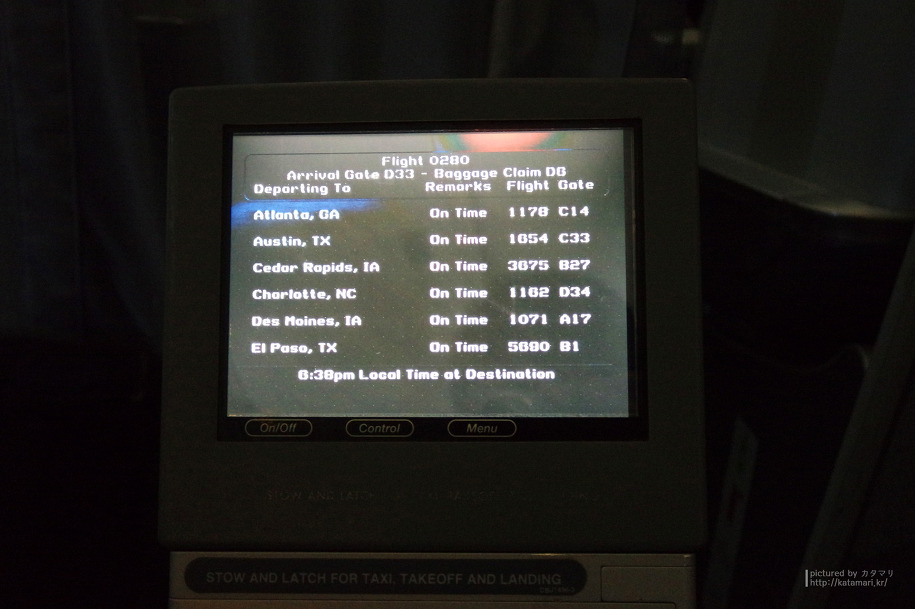 Flight 0280
Arrival Gate D33 - Baggage Claim DG
Departing To Remarks Flight Gate
Atlanta, GA On Time 1178 C14
Austin, TX On Time 1654 C33
Cedar Rapids, IA On Time 3675 B27
Charlotte, NC On Time 1162 D34
Des Moines, IA On Time 1071 A17
El Paso, TX On Time 5690 B1
6:38pm Local Time at Destination
On/Off Control Menu
STOW AND LATCH
STOW AND LATCH FOR TAXI, TAKEOFF AND LANDING
pictured by カタマリ
http://katamari.kr/